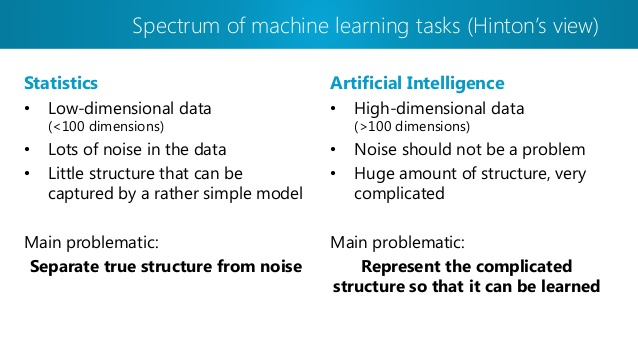 Spectrum of machine learning tasks (Hinton's view)
Statistics
• Low-dimensional data
(<100 dimensions)
• Lots of noise in the data
• Little structure that can be
captured by a rather simple model
Main problematic:
Separate true structure from noise
Artificial Intelligence
• High-dimensional data
(>100 dimensions)
• Noise should not be a problem
• Huge amount of structure, very
complicated
Main problematic:
Represent the complicated
structure so that it can be learned